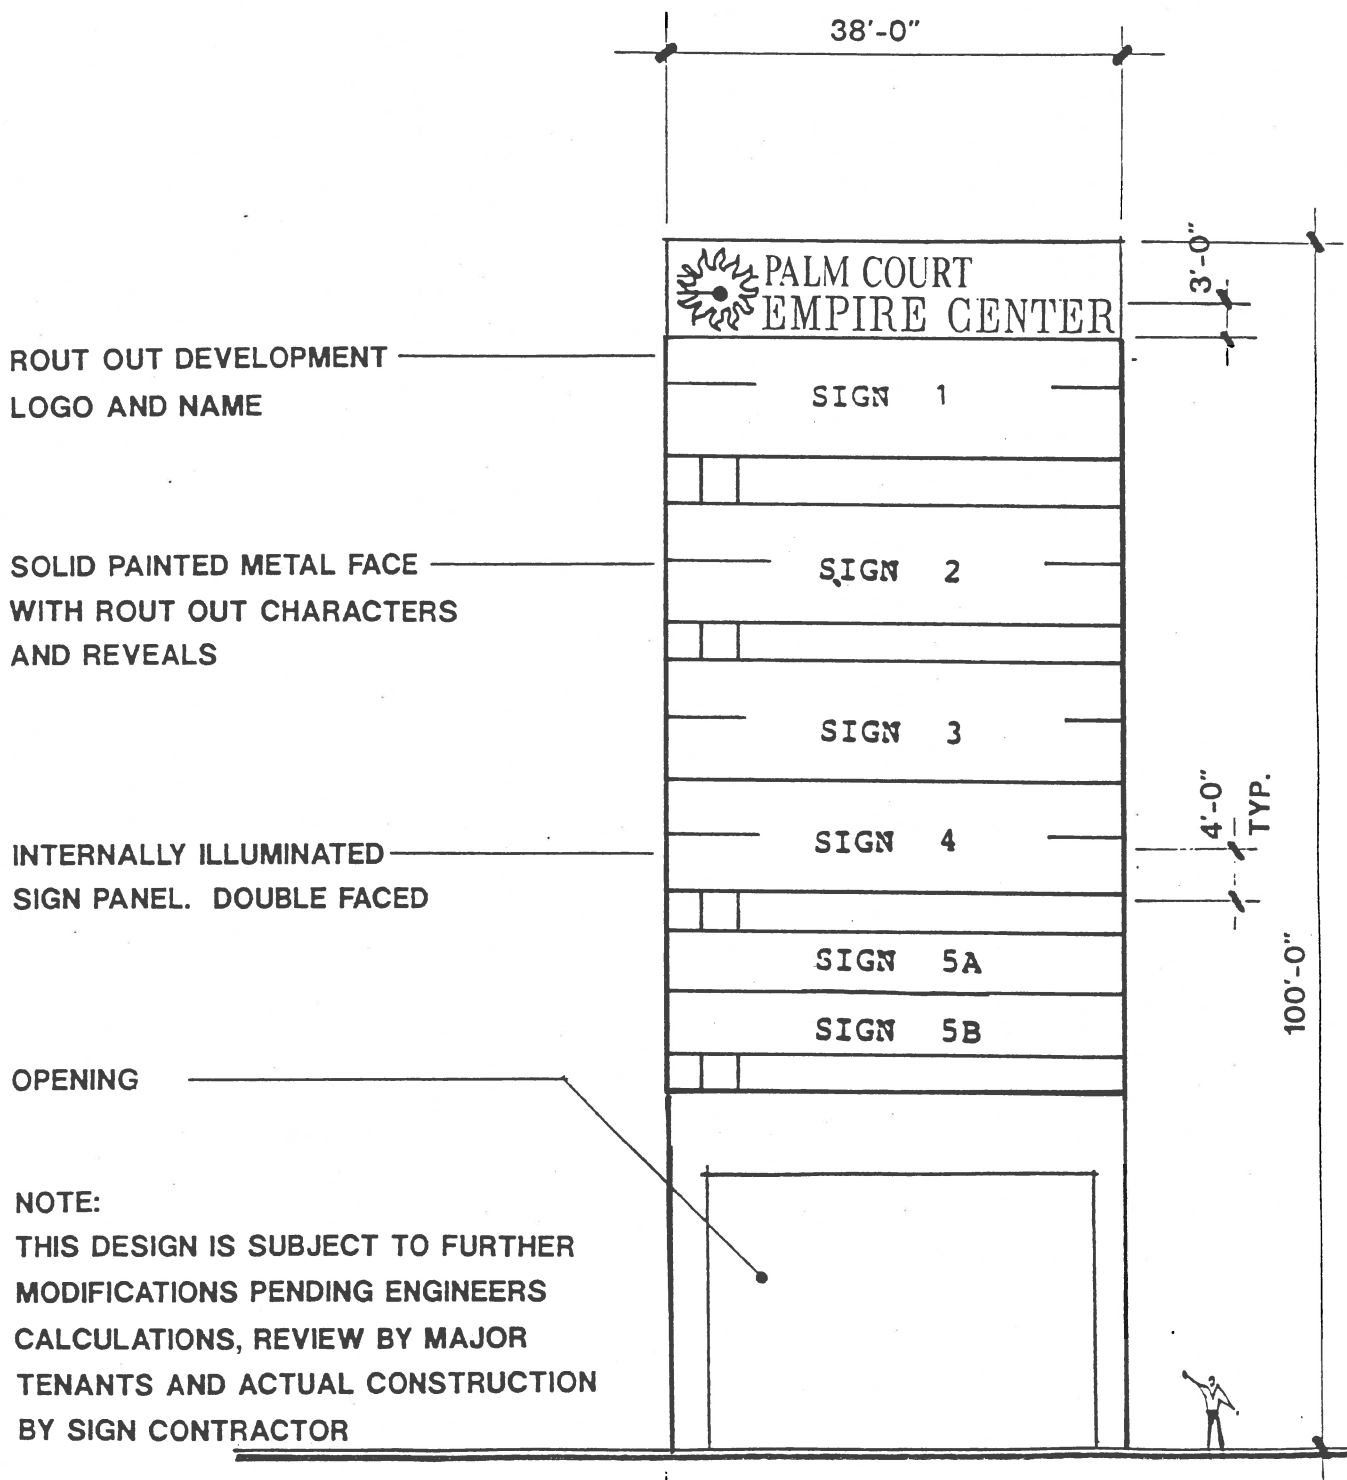 38'-0"
3'-0"
PALM COURT
EMPIRE CENTER
ROUT OUT DEVELOPMENT
LOGO AND NAME
SIGN 1
SOLID PAINTED METAL FACE
WITH ROUT OUT CHARACTERS
AND REVEALS
SIGN 2
SIGN 3
4'-0"
TYP.
INTERNALLY ILLUMINATED
SIGN PANEL. DOUBLE FACED
SIGN 4
SIGN 5A
100'-0"
SIGN 5B
OPENING
NOTE:
THIS DESIGN IS SUBJECT TO FURTHER
MODIFICATIONS PENDING ENGINEERS
CALCULATIONS, REVIEW BY MAJOR
TENANTS AND ACTUAL CONSTRUCTION
BY SIGN CONTRACTOR